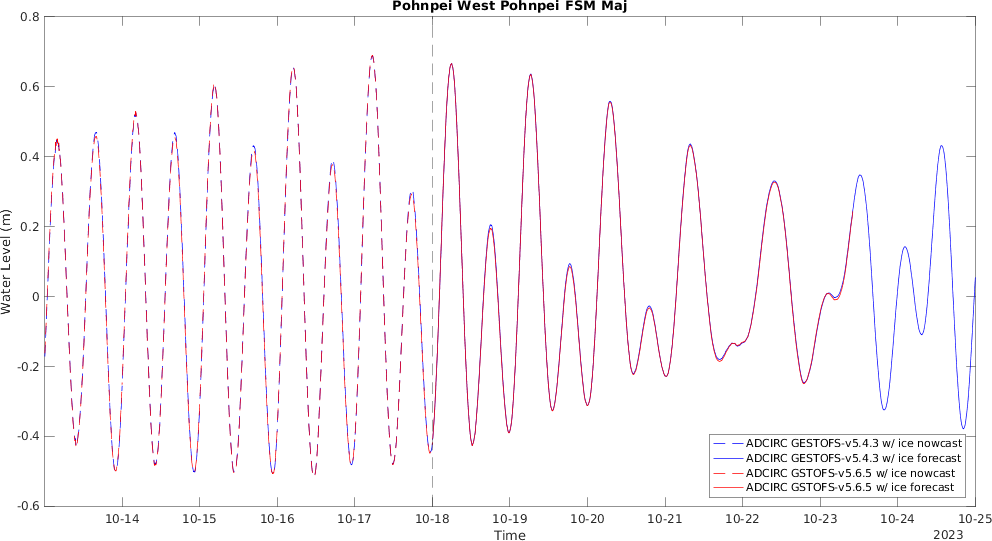 Pohnpei West Pohnpei FSM Maj
Water Level (m)
0.8
0.6
0.4
0.2
0
-0.2
-0.4
-0.6
ADCIRC GESTOFS-v5.4.3 w/ ice nowcast
ADCIRC GESTOFS-v5.4.3 w/ ice forecast
ADCIRC GSTOFS-v5.6.5 w/ ice nowcast
ADCIRC GSTOFS-v5.6.5 w/ ice forecast
10-14 10-15 10-16 10-17 10-18 10-19 10-20 10-21 10-22 10-23 10-24 10-25
Time
2023